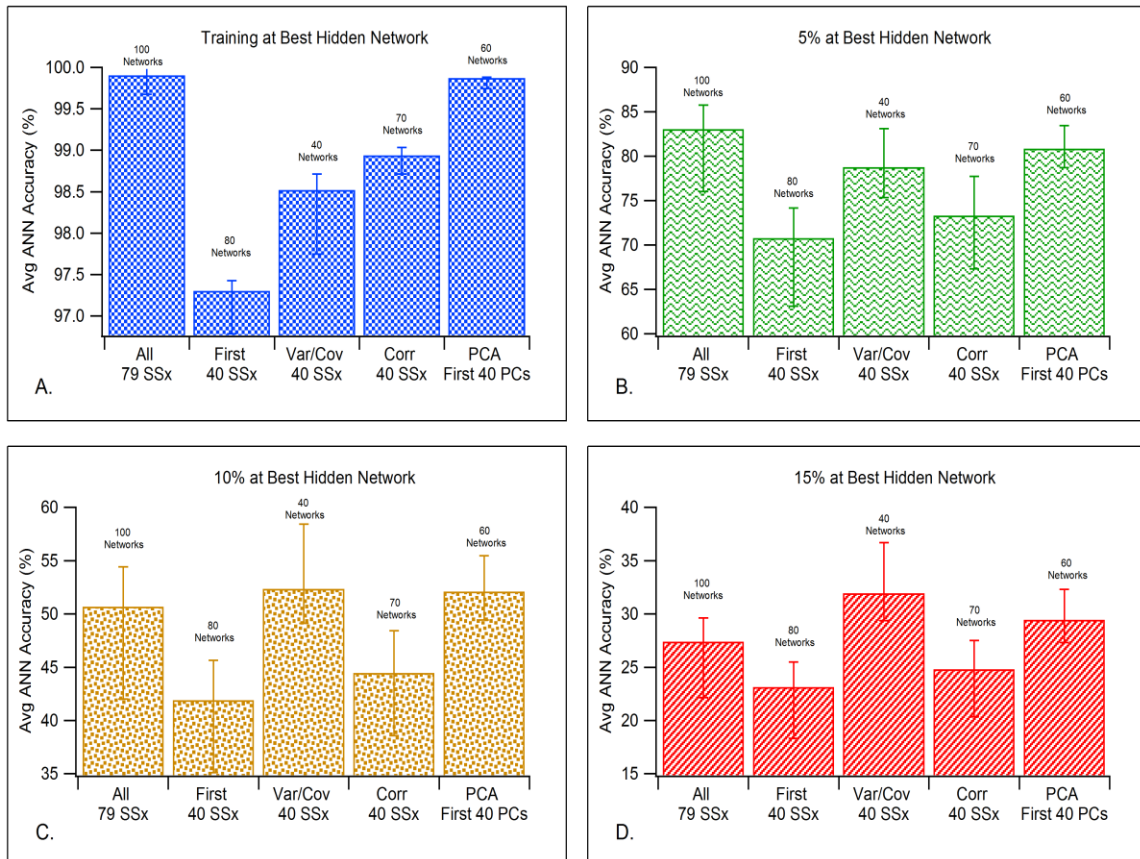 Training at Best Hidden Network
Avg ANN Accuracy (%)
100.0
99.5
99.0
98.5
98.0
97.5
97.0
100
Networks
80
Networks
40
Networks
70
Networks
60
Networks
All
79 SSx
First
40 SSx
Var/Cov
40 SSx
Corr
40 SSx
PCA
First 40 PCs
A.
5% at Best Hidden Network
Avg ANN Accuracy (%)
90
85
80
75
70
65
60
100
Networks
80
Networks
40
Networks
70
Networks
60
Networks
All
79 SSx
First
40 SSx
Var/Cov
40 SSx
Corr
40 SSx
PCA
First 40 PCs
B.
10% at Best Hidden Network
Avg ANN Accuracy (%)
60
55
50
45
40
35
100
Networks
80
Networks
40
Networks
70
Networks
60
Networks
All
79 SSx
First
40 SSx
Var/Cov
40 SSx
Corr
40 SSx
PCA
First 40 PCs
C.
15% at Best Hidden Network
Avg ANN Accuracy (%)
40
35
30
25
20
15
100
Networks
80
Networks
40
Networks
70
Networks
60
Networks
All
79 SSx
First
40 SSx
Var/Cov
40 SSx
Corr
40 SSx
PCA
First 40 PCs
D.